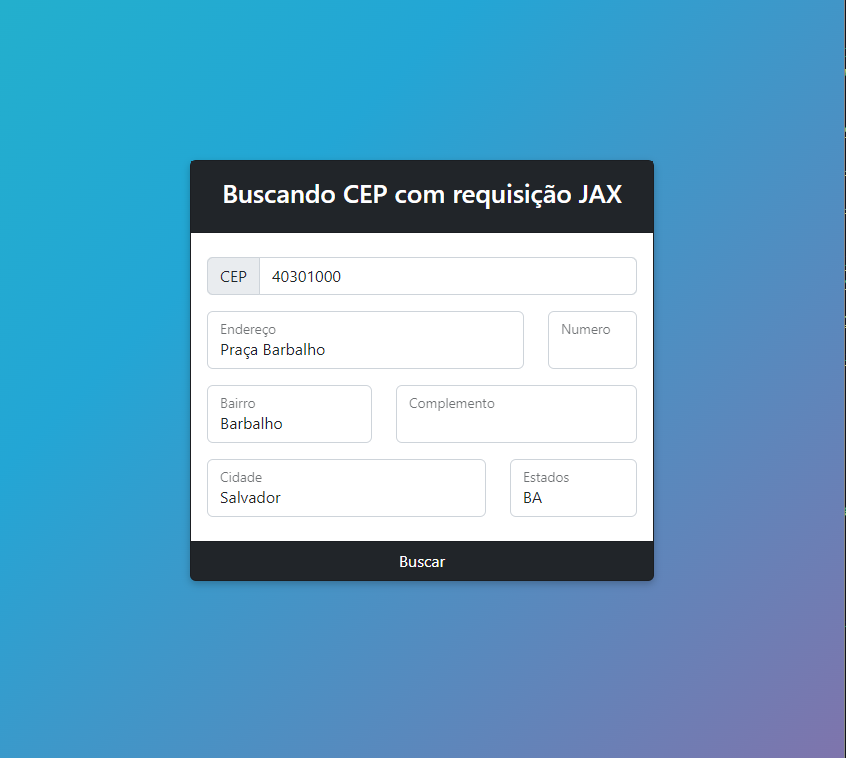 Buscando CEP com requisição JAX
CEP 40301000
Endereço Numero
Praça Barbalho
Bairro Complemento
Barbalho
Cidade Estados
Salvador BA
Buscar